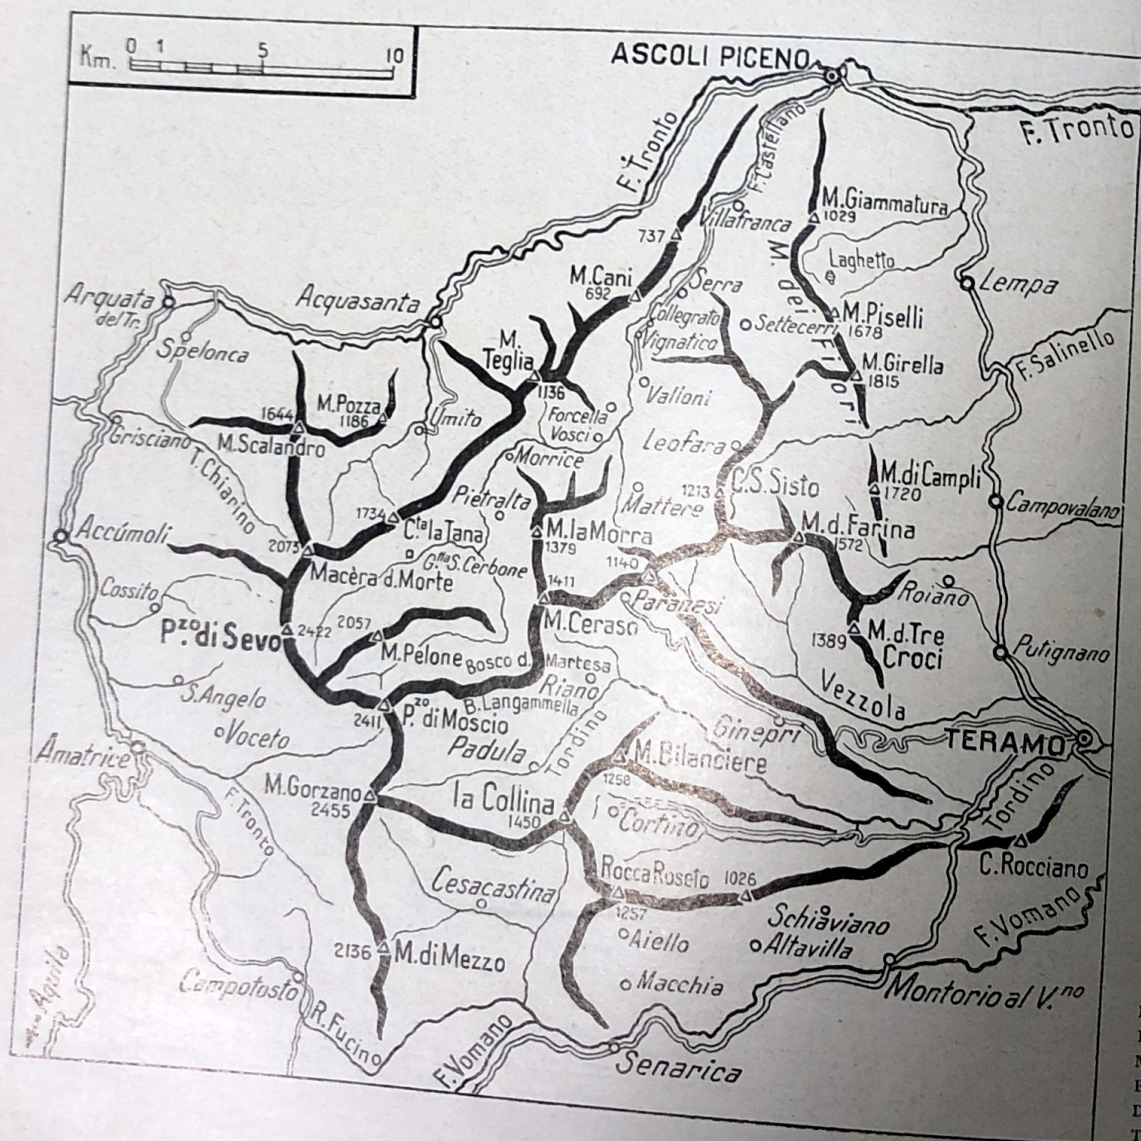 Km. 0 1 5 10
ASCOLI PICENO
F. Tronto
F. Tronto
F. Castellano
M. Giammatura
1029
Villafranca
737
Laghetto
M. dei Fiori
M. Cani
692
Serra
Lempa
Arquata
del Tr.
Acquasanta
Collegrato
Settecerri
M. Piselli
1678
Vignatico
Spelonca
M.
Teglia
1136
M. Girella
1815
F. Salinello
M. Pozza
1186
1644
Umito
Forcella
Vosci
Valloni
Grisciano
M. Scalandro
T. Chiarino
Morrice
Leofara
Pietralta
Mattere
1213
C.S. Sisto
M. di Campli
1720
Campovalano
1734
C.ta la Tana
Accúmoli
2073
M. la Morra
1379
M. d. Farina
1572
G.tta S. Cerbone
Macèra d. Morte
1140
1411
Roiano
Cossito
Paranesi
P.zo di Sevo
2422
2057
M. Ceraso
1389
M. d. Tre
Croci
Putignano
M. Pelone
Bosco d. Martesa
Riano
B. Langammella
Vezzola
S. Angelo
2411
P.zo di Moscio
Voceto
Padula
Tordino
Ginepri
TERAMO
Amatrice
M. Bilanciere
1258
Tordino
M. Gorzano
2455
la Collina
1450
F. Tronto
Cortino
C. Rocciano
Rocca Roseto
1257
1026
Cesacastina
Schiaviano
F. Vomano
Aiello
Altavilla
2136
M. di Mezzo
Macchia
Campotosto
Montorio al V.no
Aquila
R. Fucino
F. Vomano
Senarica